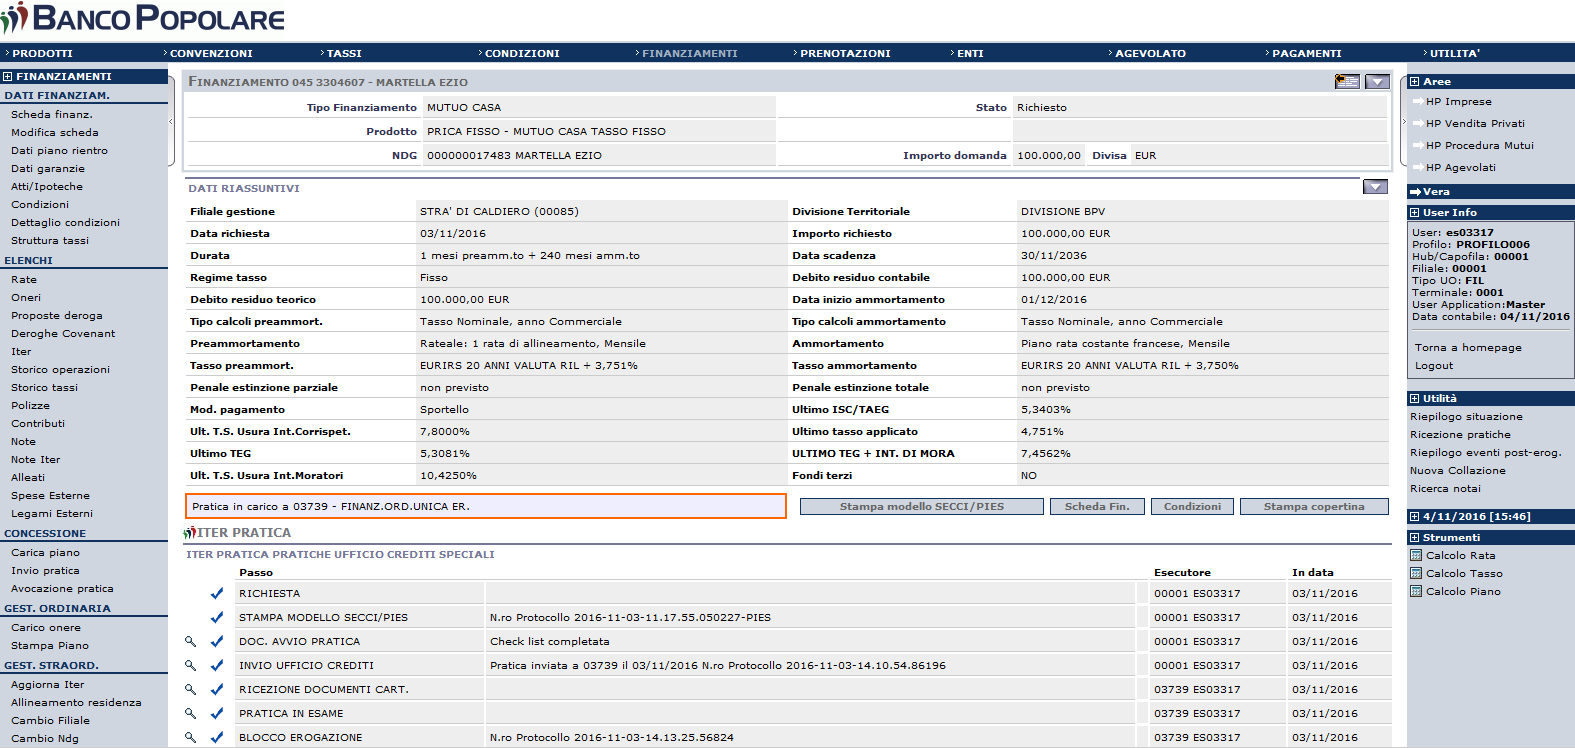 BANCO POPOLARE
PRODOTTI CONVENZIONI TASSI CONDIZIONI FINANZIAMENTI PRENOTAZIONI ENTI AGEVOLATO PAGAMENTI UTILITA'
FINANZIAMENTI
DATI FINANZIAM.
Scheda finanz.
Modifica scheda
Dati piano rientro
Dati garanzie
Atti/Ipoteche
Condizioni
Dettaglio condizioni
Struttura tassi
ELENCHI
Rate
Oneri
Proposte deroga
Deroghe Covenant
Iter
Storico operazioni
Storico tassi
Polizze
Contributi
Note
Note Iter
Alleati
Spese Esterne
Legami Esterni
CONCESSIONE
Carica piano
Invio pratica
Avocazione pratica
GEST. ORDINARIA
Carico onere
Stampa Piano
GEST. STRAORD.
Aggiorna Iter
Allineamento residenza
Cambio Filiale
Cambio Ndg
FINANZIAMENTO 045 3304607 - MARTELLA EZIO
Tipo Finanziamento MUTUO CASA Stato Richiesto
Prodotto PRICA FISSO - MUTUO CASA TASSO FISSO
NDG 000000017483 MARTELLA EZIO Importo domanda 100.000,00 Divisa EUR
DATI RIASSUNTIVI
Filiale gestione STRA' DI CALDIERO (00085) Divisione Territoriale DIVISIONE BPV
Data richiesta 03/11/2016 Importo richiesto 100.000,00 EUR
Durata 1 mesi preamm.to + 240 mesi amm.to Data scadenza 30/11/2036
Regime tasso Fisso Debito residuo contabile 100.000,00 EUR
Debito residuo teorico 100.000,00 EUR Data inizio ammortamento 01/12/2016
Tipo calcoli preammort. Tasso Nominale, anno Commerciale Tipo calcoli ammortamento Tasso Nominale, anno Commerciale
Preammortamento Rateale: 1 rata di allineamento, Mensile Ammortamento Piano rata costante francese, Mensile
Tasso preammort. EURIRS 20 ANNI VALUTA RIL + 3,751% Tasso ammortamento EURIRS 20 ANNI VALUTA RIL + 3,750%
Penale estinzione parziale non previsto Penale estinzione totale non previsto
Mod. pagamento Sportello Ultimo ISC/TAEG 5,3403%
Ult. T.S. Usura Int.Corrispet. 7,8000% Ultimo tasso applicato 4,751%
Ultimo TEG 5,3081% ULTIMO TEG + INT. DI MORA 7,4562%
Ult. T.S. Usura Int.Moratori 10,4250% Fondi terzi NO
Pratica in carico a 03739 - FINANZ.ORD.UNICA ER. Stampa modello SECCI/PIES Scheda Fin. Condizioni Stampa copertina
ITER PRATICA
ITER PRATICA PRATICHE UFFICIO CREDITI SPECIALI
Passo Esecutore In data
RICHIESTA 00001 ES03317 03/11/2016
STAMPA MODELLO SECCI/PIES N.ro Protocollo 2016-11-03-11.17.55.050227-PIES 00001 ES03317 03/11/2016
DOC. AVVIO PRATICA Check list completata 00001 ES03317 03/11/2016
INVIO UFFICIO CREDITI Pratica inviata a 03739 il 03/11/2016 N.ro Protocollo 2016-11-03-14.10.54.86196 00001 ES03317 03/11/2016
RICEZIONE DOCUMENTI CART. 03739 ES03317 03/11/2016
PRATICA IN ESAME 03739 ES03317 03/11/2016
BLOCCO EROGAZIONE N.ro Protocollo 2016-11-03-14.13.25.56824 03739 ES03317 03/11/2016
Aree
HP Imprese
HP Vendita Privati
HP Procedura Mutui
HP Agevolati
Vera
User Info
User: es03317
Profilo: PROFILO006
Hub/Capofila: 00001
Filiale: 00001
Tipo UO: FIL
Terminale: 0001
User Application:Master
Data contabile: 04/11/2016
Torna a homepage
Logout
Utilità
Riepilogo situazione
Ricezione pratiche
Riepilogo eventi post-erog.
Nuova Collazione
Ricerca notai
4/11/2016 [15:46]
Strumenti
Calcolo Rata
Calcolo Tasso
Calcolo Piano